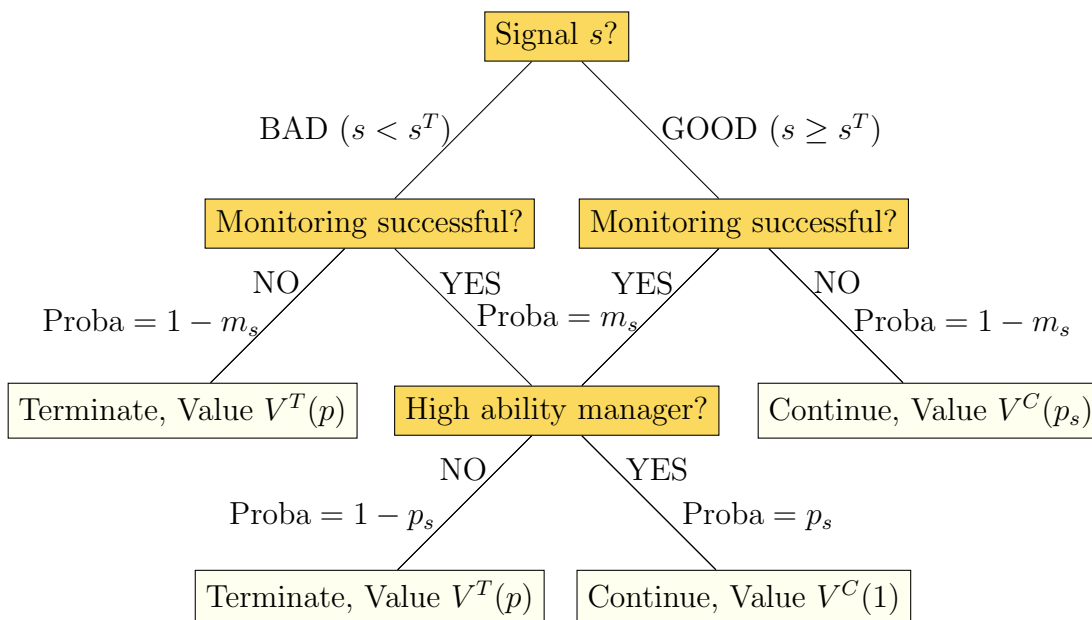 Signal s?
BAD (s < s^T)
GOOD (s ≥ s^T)
Monitoring successful?
Monitoring successful?
NO
YES
YES
NO
Proba = 1 − m_s
Proba = m_s
Proba = 1 − m_s
Terminate, Value V^T(p)
High ability manager?
Continue, Value V^C(p_s)
NO
YES
Proba = 1 − p_s
Proba = p_s
Terminate, Value V^T(p)
Continue, Value V^C(1)